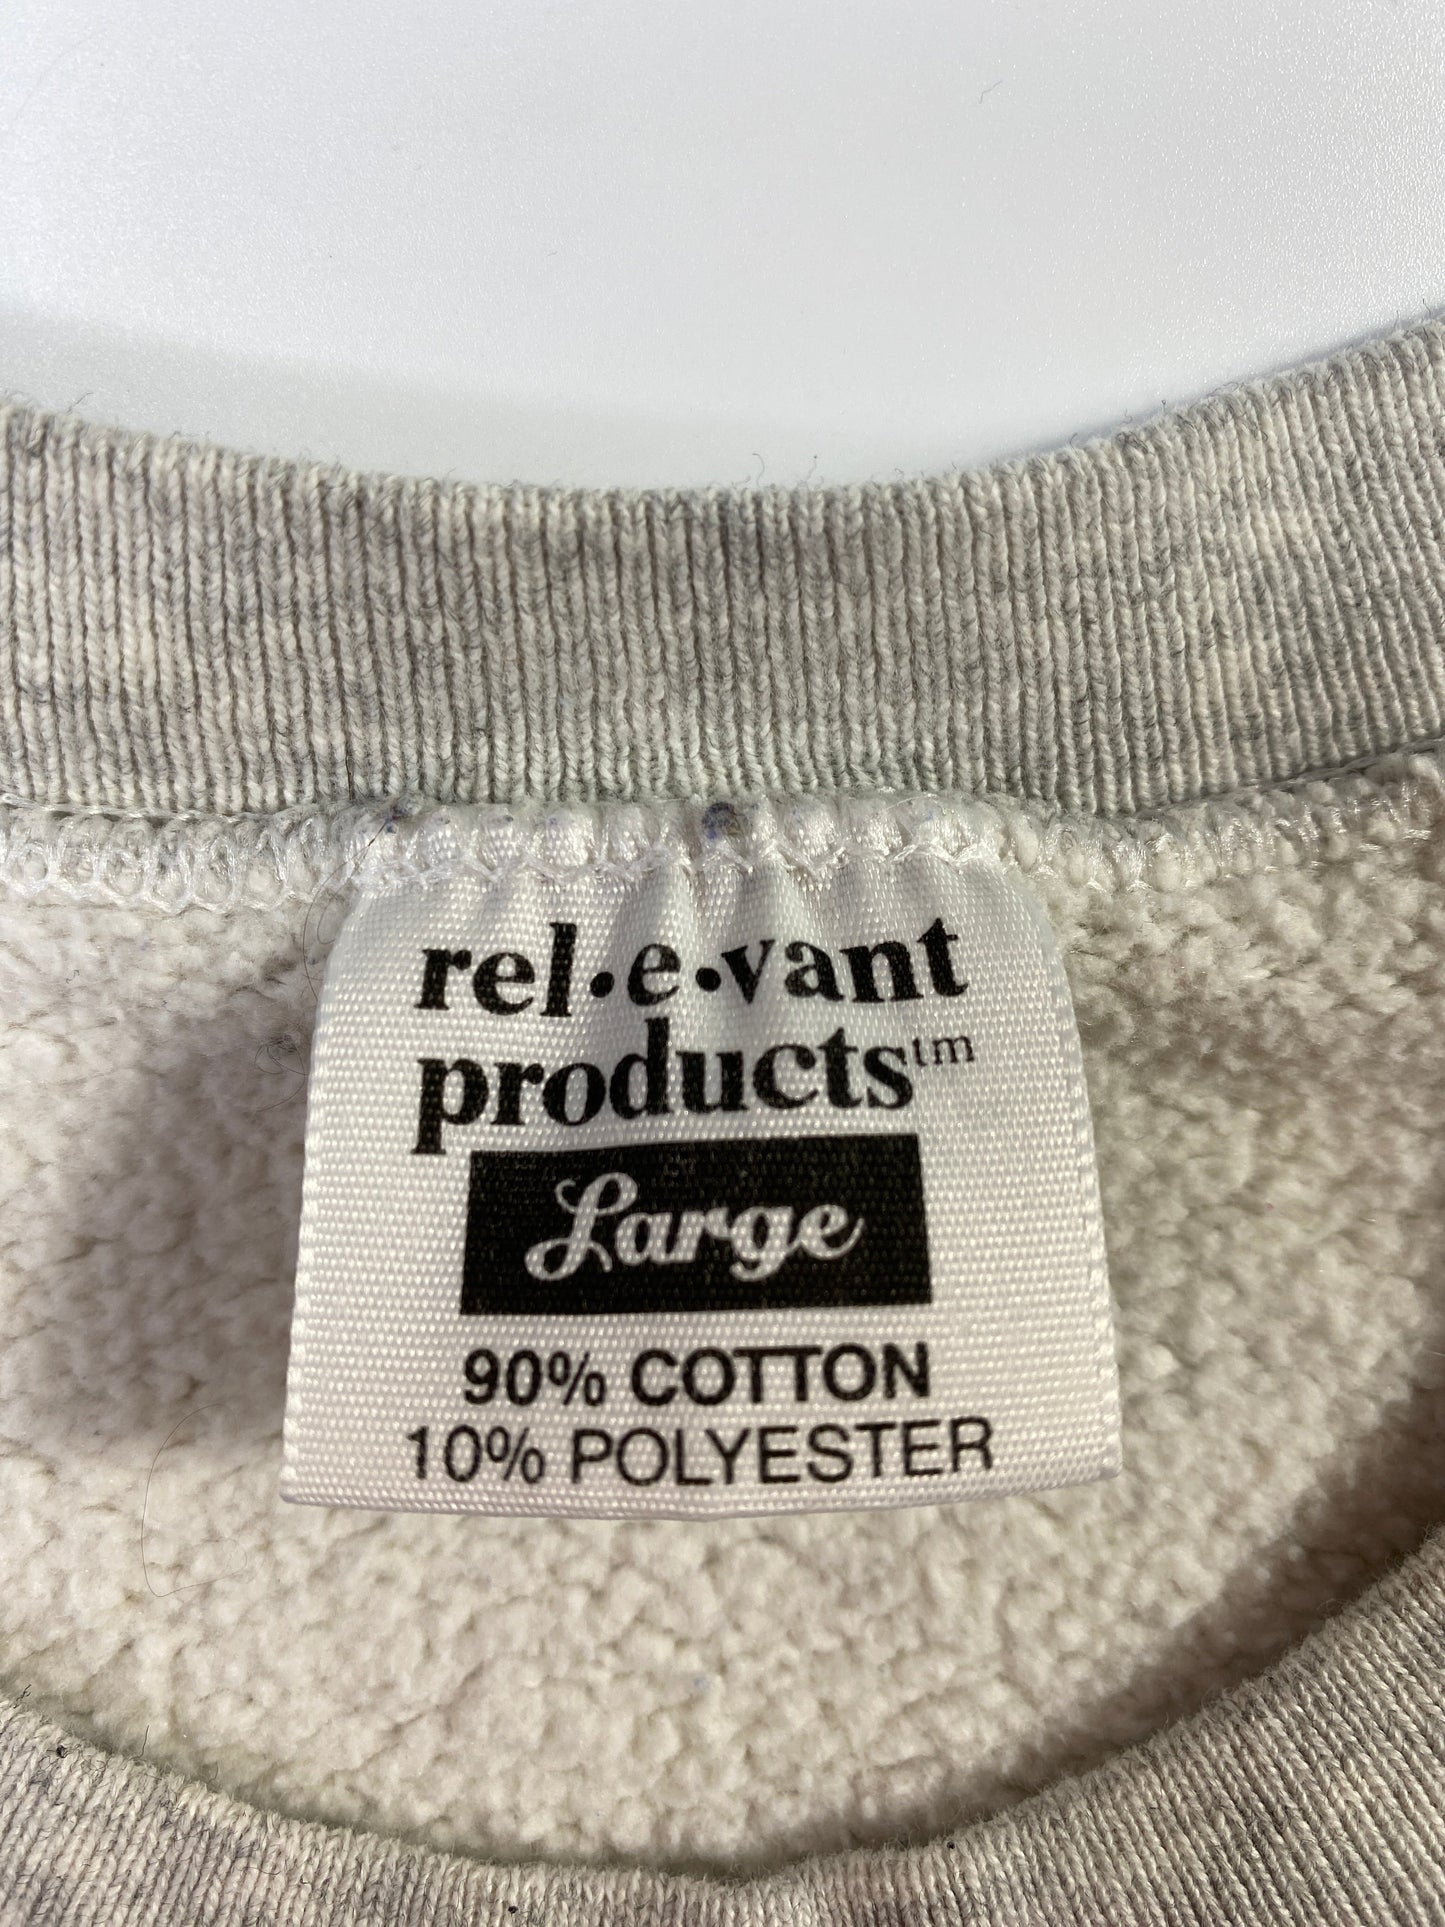 rel•e•vant
products™
Large
90% COTTON
10% POLYESTER